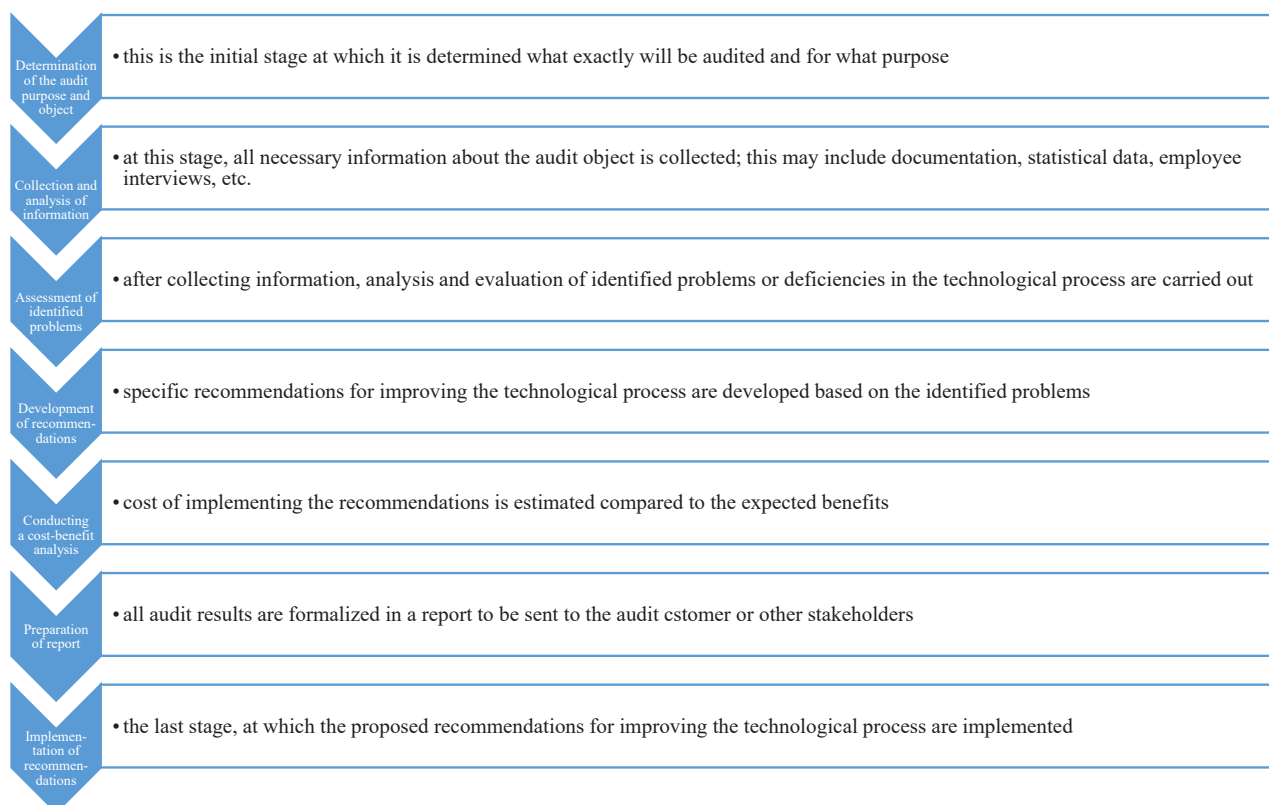 Determination
of the audit
purpose and
object
• this is the initial stage at which it is determined what exactly will be audited and for what purpose
Collection and
analysis of
information
• at this stage, all necessary information about the audit object is collected; this may include documentation, statistical data, employee
interviews, etc.
Assessment of
identified
problems
• after collecting information, analysis and evaluation of identified problems or deficiencies in the technological process are carried out
Development
of recommen-
dations
• specific recommendations for improving the technological process are developed based on the identified problems
Conducting
a cost-benefit
analysis
• cost of implementing the recommendations is estimated compared to the expected benefits
Preparation
of report
• all audit results are formalized in a report to be sent to the audit cstomer or other stakeholders
Implemen-
tation of
recommen-
dations
• the last stage, at which the proposed recommendations for improving the technological process are implemented